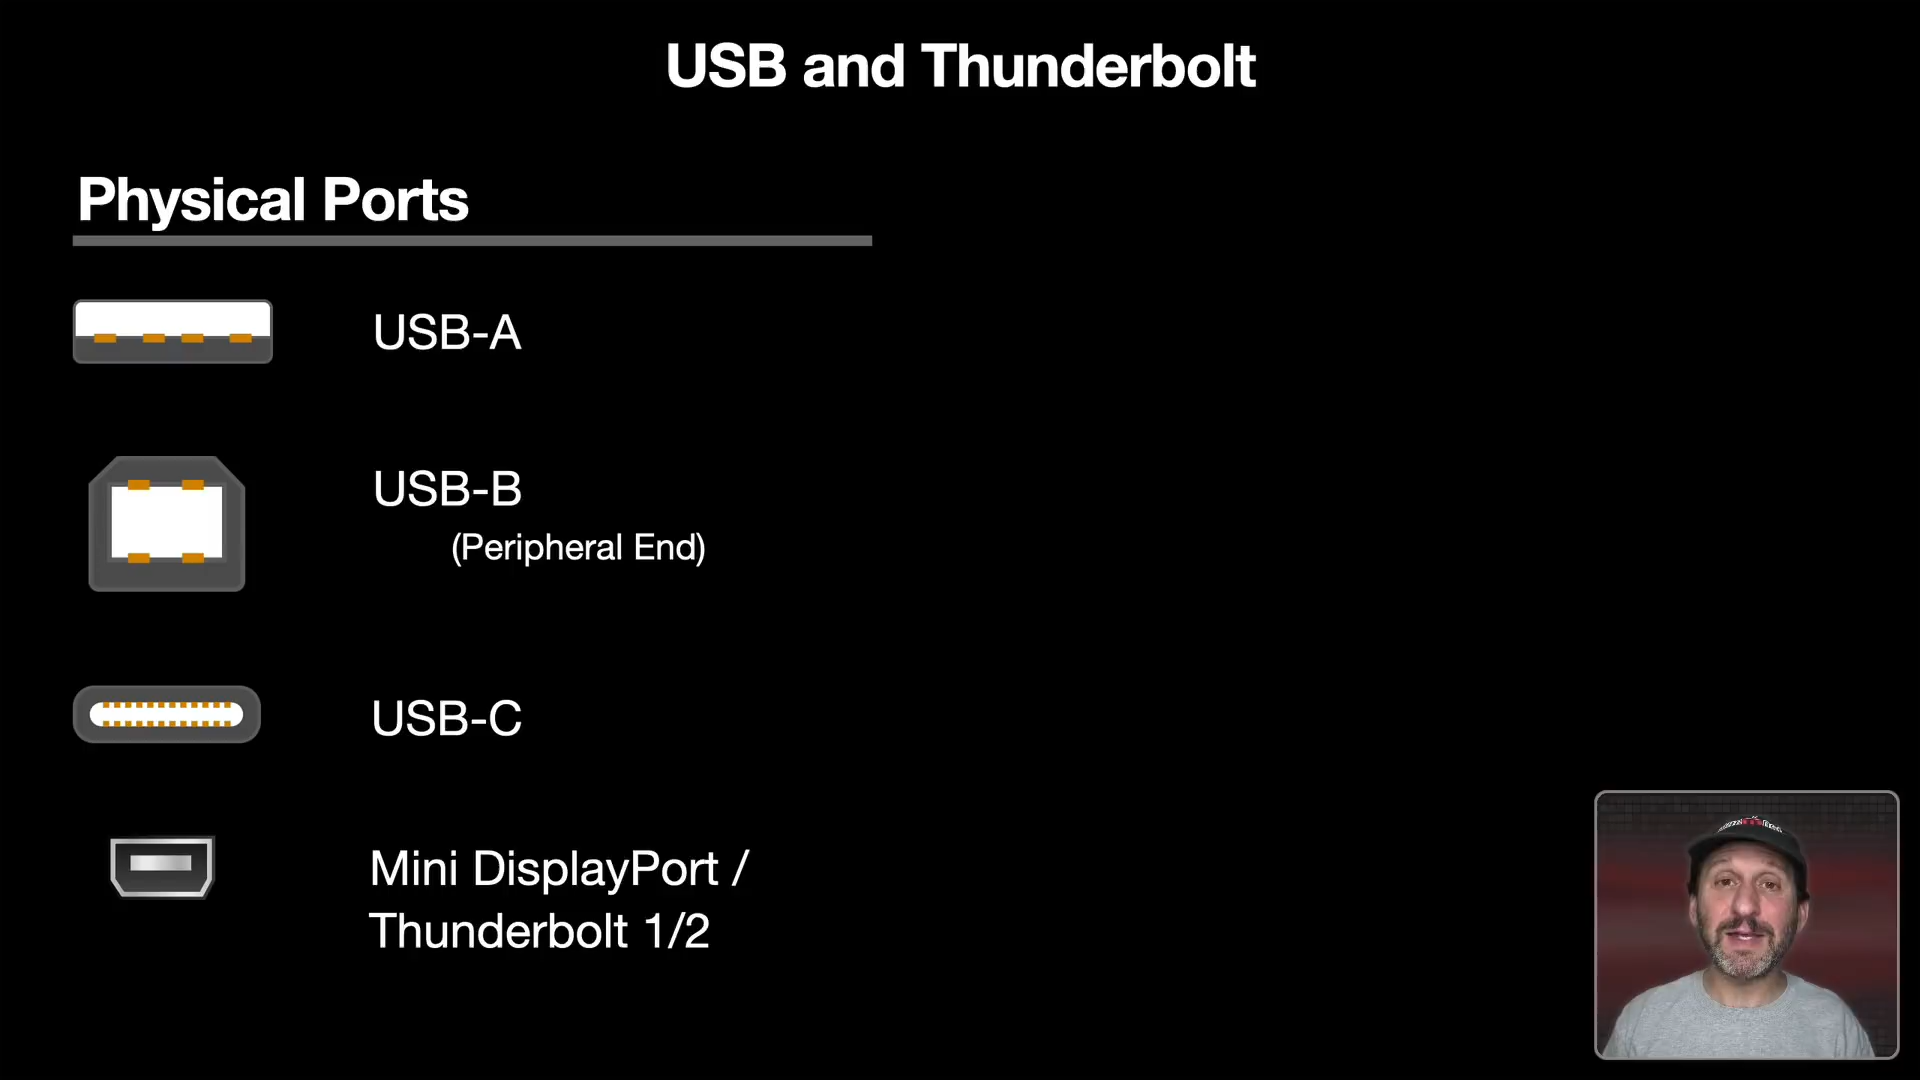 USB and Thunderbolt
Physical Ports
USB-A
USB-B
(Peripheral End)
USB-C
Mini DisplayPort /
Thunderbolt 1/2